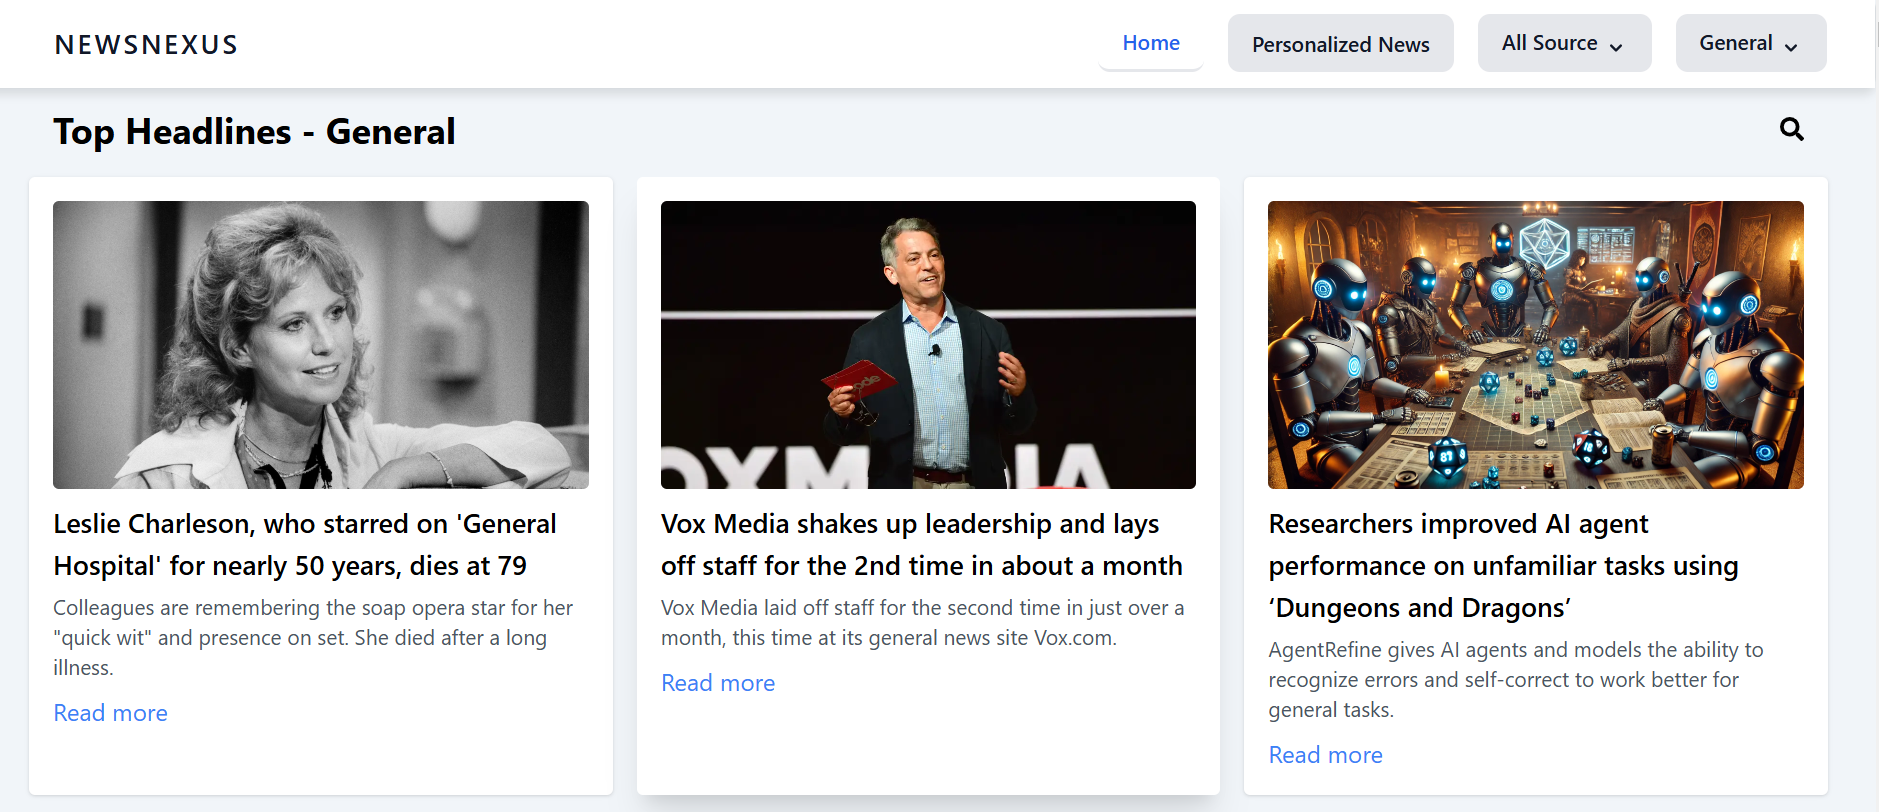 NEWSNEXUS
Home
Personalized News
All Source
General
Top Headlines - General
ode
OXM
IA
87
Leslie Charleson, who starred on 'General
Hospital' for nearly 50 years, dies at 79
Colleagues are remembering the soap opera star for her
"quick wit" and presence on set. She died after a long
illness.
Read more
Vox Media shakes up leadership and lays
off staff for the 2nd time in about a month
Vox Media laid off staff for the second time in just over a
month, this time at its general news site Vox.com.
Read more
Researchers improved AI agent
performance on unfamiliar tasks using
‘Dungeons and Dragons’
AgentRefine gives AI agents and models the ability to
recognize errors and self-correct to work better for
general tasks.
Read more